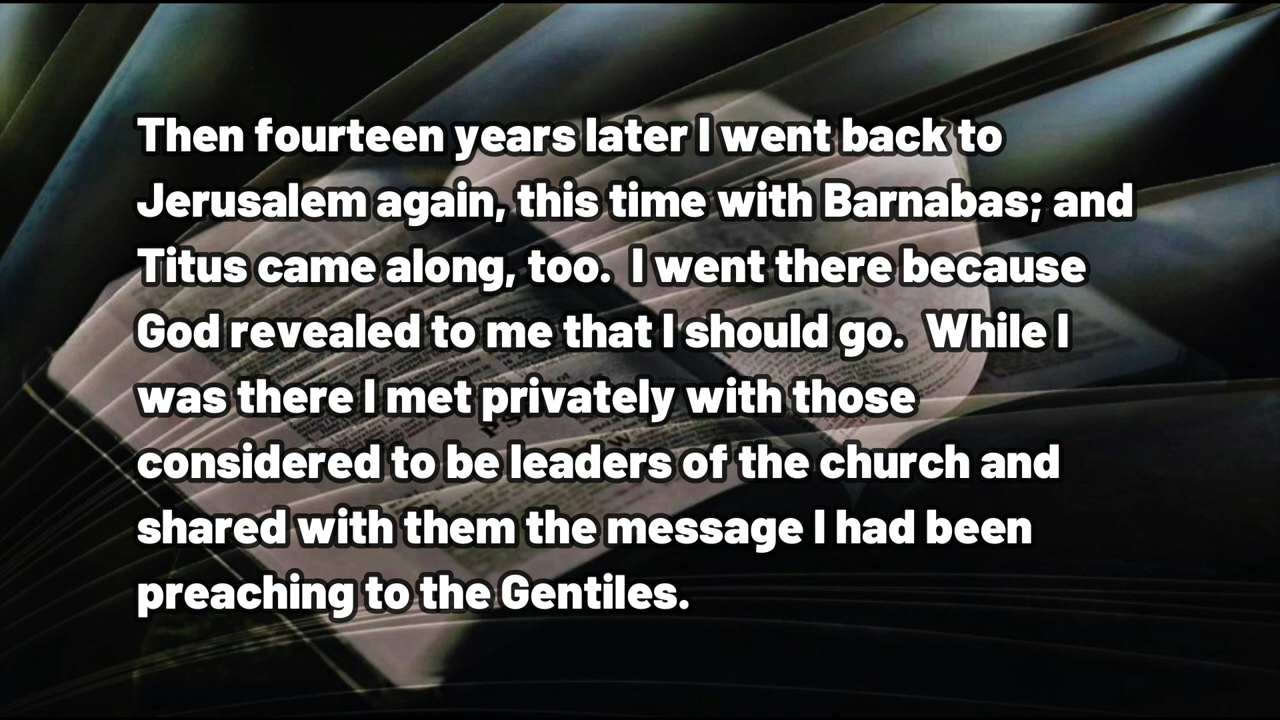 Then fourteen years later I went back to
Jerusalem again, this time with Barnabas; and
Titus came along, too.  I went there because
God revealed to me that I should go.  While I
was there I met privately with those
considered to be leaders of the church and
shared with them the message I had been
preaching to the Gentiles.